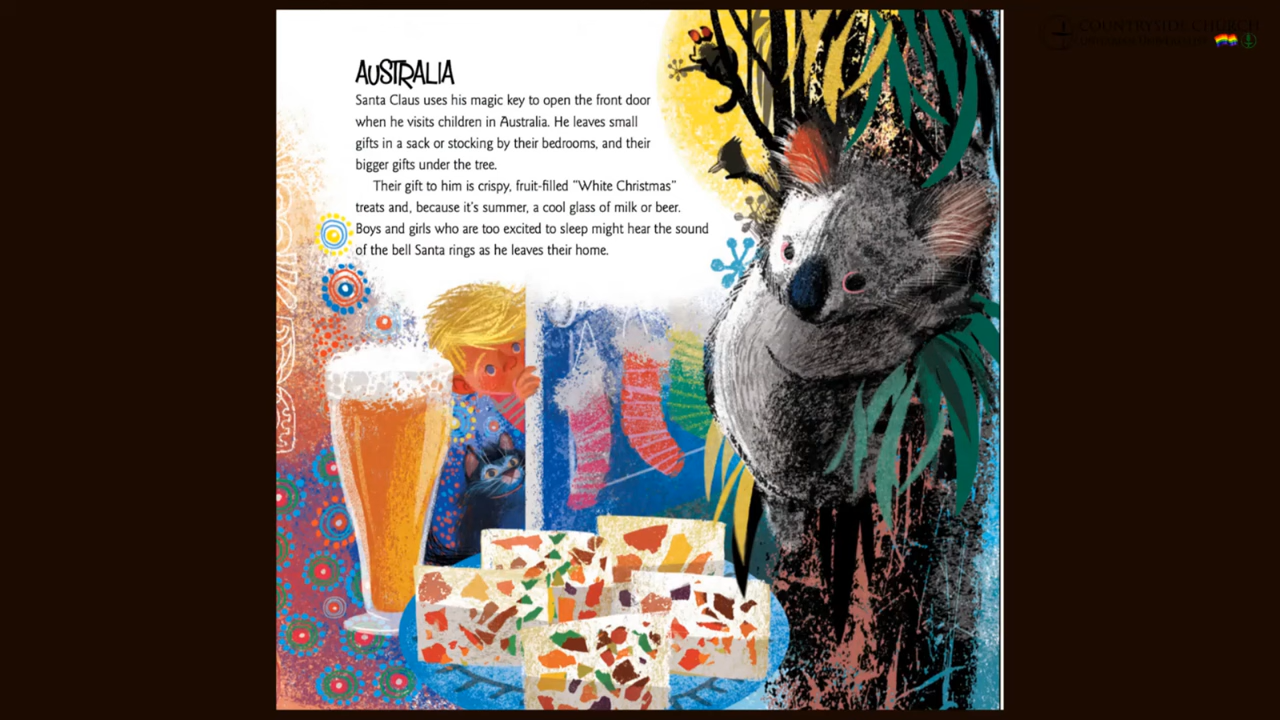 COUNTRYSIDE CHURCH
AUSTRALIA
Santa Claus uses his magic key to open the front door
when he visits children in Australia. He leaves small
gifts in a sack or stocking by their bedrooms, and their
bigger gifts under the tree.
Their gift to him is crispy, fruit-filled “White Christmas”
treats and, because it’s summer, a cool glass of milk or beer.
Boys and girls who are too excited to sleep might hear the sound
of the bell Santa rings as he leaves their home.